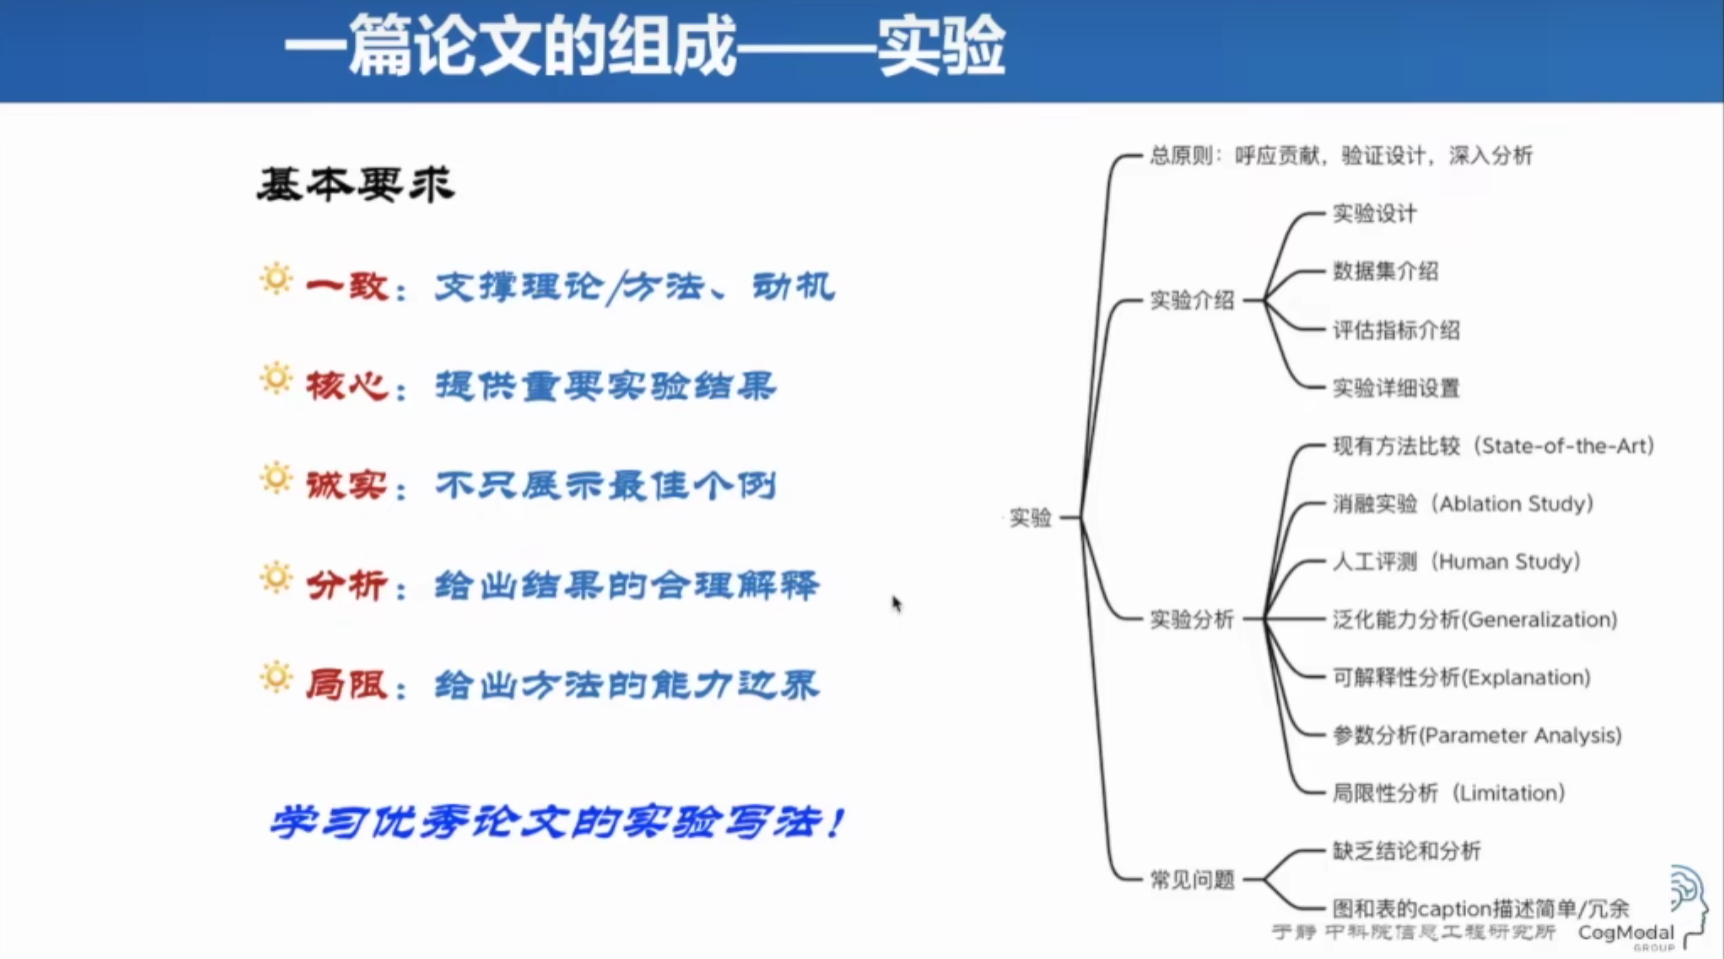 一篇论文的组成——实验
基本要求
一致：支撑理论/方法、动机
核心：提供重要实验结果
诚实：不只展示最佳个例
分析：给出结果的合理解释
局限：给出方法的能力边界
学习优秀论文的实验写法！
实验
总原则：呼应贡献，验证设计，深入分析
实验介绍
实验设计
数据集介绍
评估指标介绍
实验详细设置
实验分析
现有方法比较（State-of-the-Art）
消融实验（Ablation Study）
人工评测（Human Study）
泛化能力分析(Generalization)
可解释性分析(Explanation)
参数分析(Parameter Analysis)
局限性分析（Limitation）
常见问题
缺乏结论和分析
图和表的caption描述简单/冗余
于静 中科院信息工程研究所
CogModal
GROUP